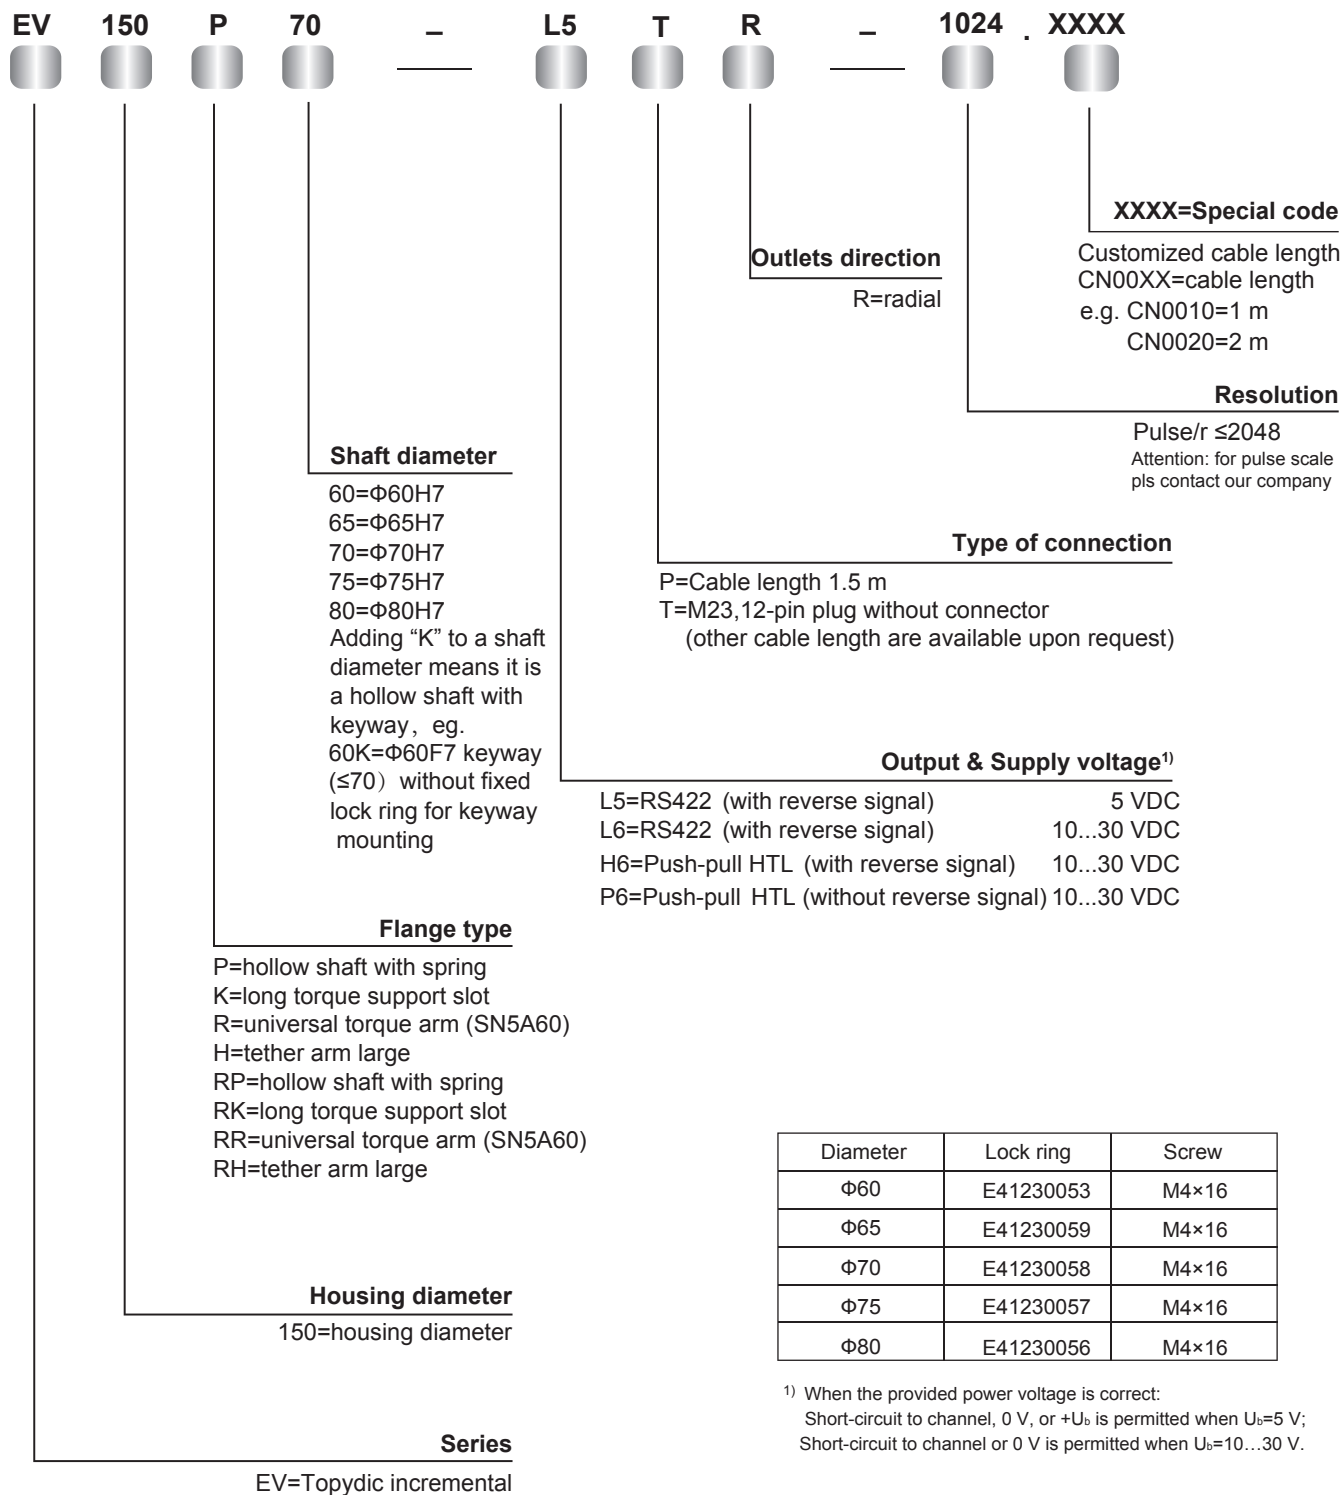 EV 150 P 70 – L5 T R – 1024 . XXXX
XXXX=Special code
Customized cable length
CN00XX=cable length
e.g. CN0010=1 m
CN0020=2 m
Outlets direction
R=radial
Resolution
Pulse/r ≤2048
Attention: for pulse scale
pls contact our company
Shaft diameter
60=Φ60H7
65=Φ65H7
70=Φ70H7
75=Φ75H7
80=Φ80H7
Adding “K” to a shaft
diameter means it is
a hollow shaft with
keyway，eg.
60K=Φ60F7 keyway
(≤70）without fixed
lock ring for keyway
mounting
Type of connection
P=Cable length 1.5 m
T=M23,12-pin plug without connector
(other cable length are available upon request)
Output & Supply voltage¹⁾
L5=RS422 (with reverse signal) 5 VDC
L6=RS422 (with reverse signal) 10...30 VDC
H6=Push-pull HTL (with reverse signal) 10...30 VDC
P6=Push-pull HTL (without reverse signal) 10...30 VDC
Flange type
P=hollow shaft with spring
K=long torque support slot
R=universal torque arm (SN5A60)
H=tether arm large
RP=hollow shaft with spring
RK=long torque support slot
RR=universal torque arm (SN5A60)
RH=tether arm large
Diameter Lock ring Screw
Φ60 E41230053 M4×16
Φ65 E41230059 M4×16
Φ70 E41230058 M4×16
Φ75 E41230057 M4×16
Φ80 E41230056 M4×16
Housing diameter
150=housing diameter
¹⁾ When the provided power voltage is correct:
Short-circuit to channel, 0 V, or +Ub is permitted when Ub=5 V;
Short-circuit to channel or 0 V is permitted when Ub=10…30 V.
Series
EV=Topydic incremental